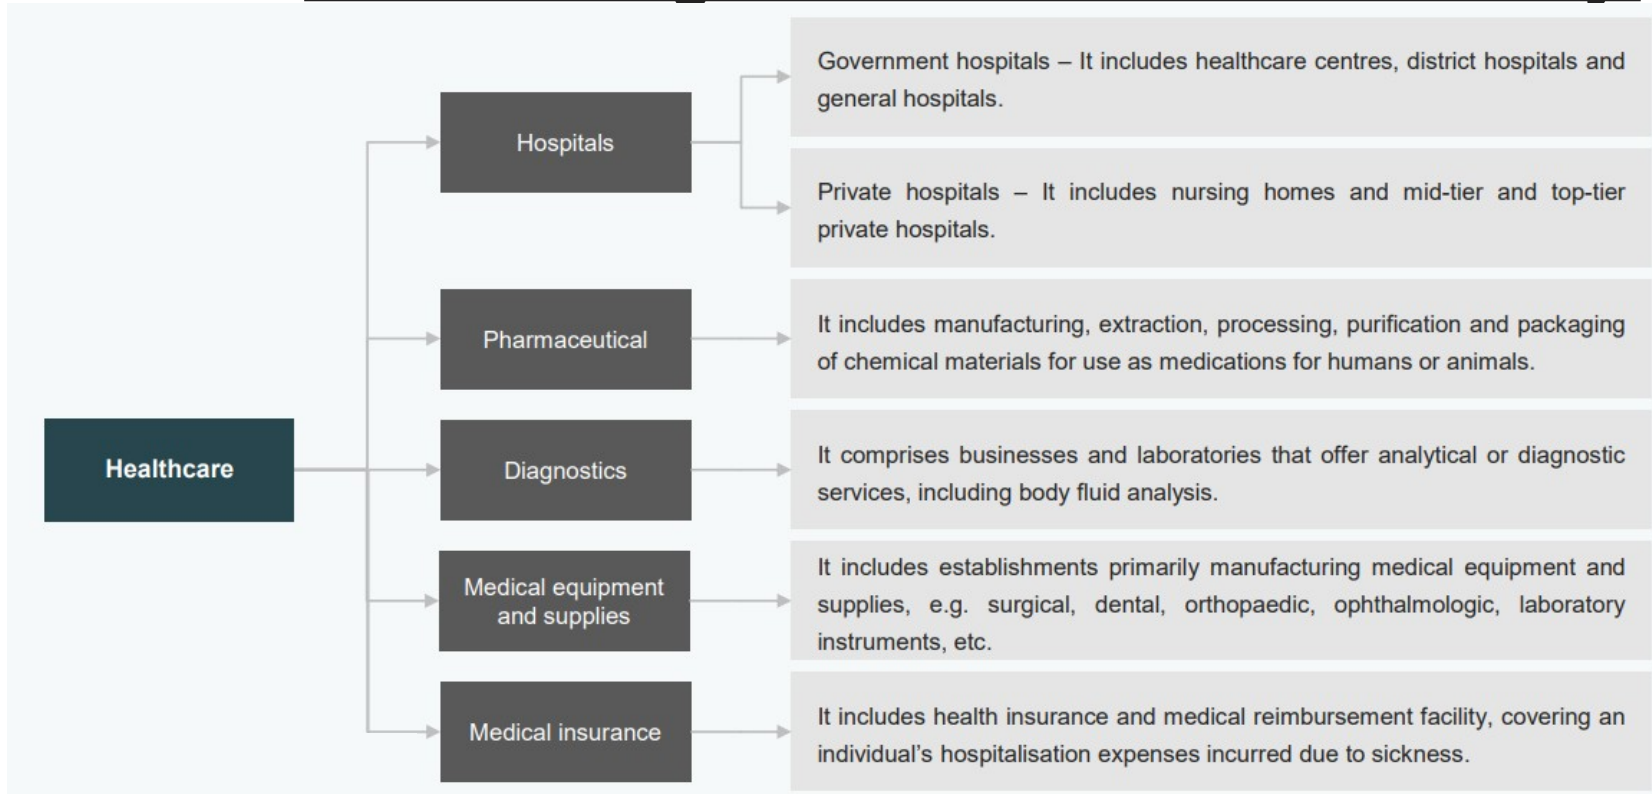 Government hospitals – It includes healthcare centres, district hospitals and
general hospitals.
Hospitals
Private hospitals – It includes nursing homes and mid-tier and top-tier
private hospitals.
Pharmaceutical
It includes manufacturing, extraction, processing, purification and packaging
of chemical materials for use as medications for humans or animals.
Healthcare
Diagnostics
It comprises businesses and laboratories that offer analytical or diagnostic
services, including body fluid analysis.
Medical equipment
and supplies
It includes establishments primarily manufacturing medical equipment and
supplies, e.g. surgical, dental, orthopaedic, ophthalmologic, laboratory
instruments, etc.
Medical insurance
It includes health insurance and medical reimbursement facility, covering an
individual’s hospitalisation expenses incurred due to sickness.